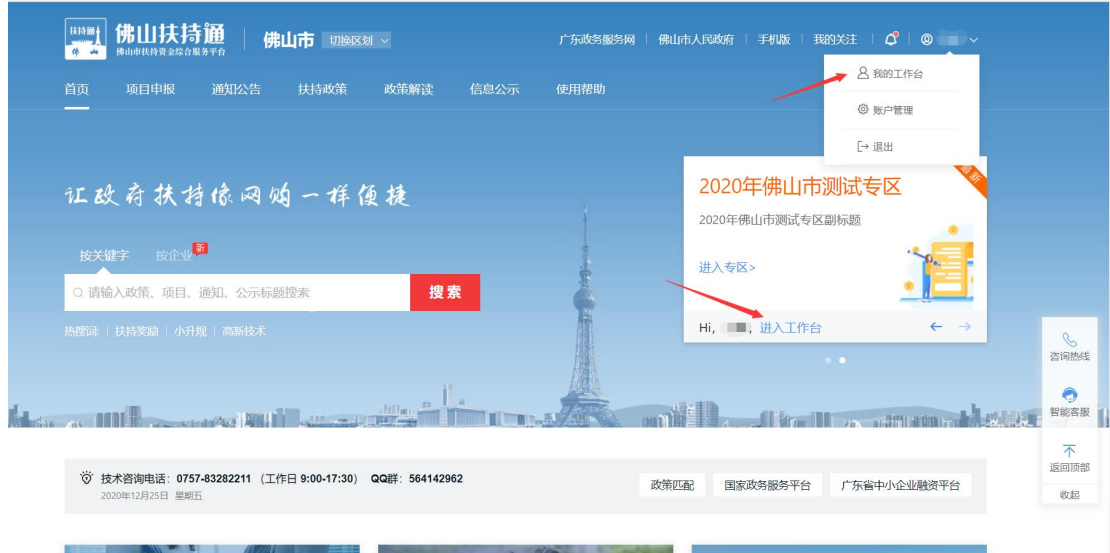 扶持通
佛山
佛山扶持通
佛山市扶持资金综合服务平台
佛山市 切换区划
广东政务服务网 佛山市人民政府 手机版 我的关注
首页 项目申报 通知公告 扶持政策 政策解读 信息公示 使用帮助
我的工作台
账户管理
退出
让政府扶持像网购一样便捷
按关键字 按企业 新
请输入政策、项目、通知、公示标题搜索 搜索
热搜词: 扶持奖励 小升规 高新技术
最新
2020年佛山市测试专区
2020年佛山市测试专区副标题
进入专区>
Hi, , 进入工作台
咨询热线
智能客服
返回顶部
收起
技术咨询电话: 0757-83282211 (工作日 9:00-17:30) QQ群: 564142962
2020年12月25日 星期五
政策匹配 国家政务服务平台 广东省中小企业融资平台